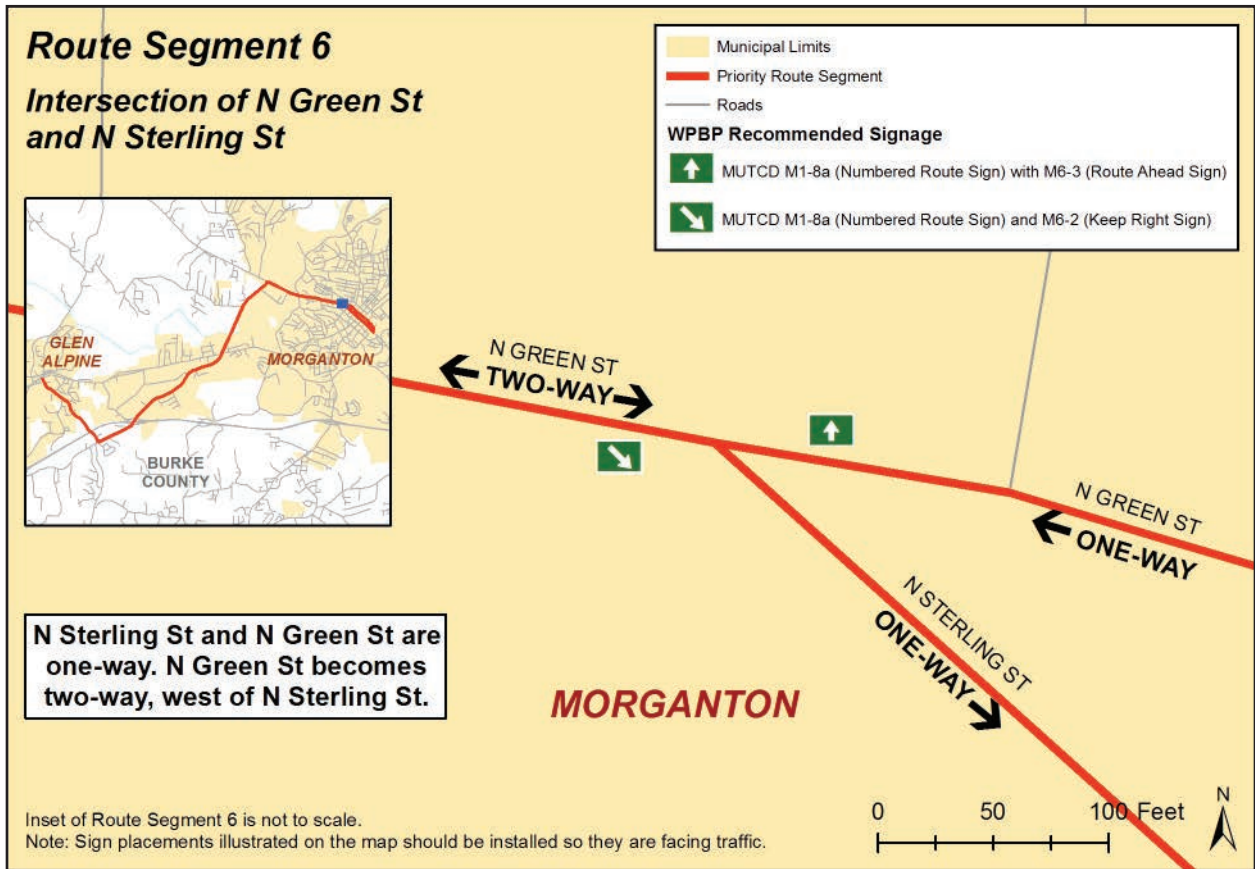 Route Segment 6
Intersection of N Green St
and N Sterling St
Municipal Limits
Priority Route Segment
Roads
WPBP Recommended Signage
MUTCD M1-8a (Numbered Route Sign) with M6-3 (Route Ahead Sign)
MUTCD M1-8a (Numbered Route Sign) and M6-2 (Keep Right Sign)
GLEN
ALPINE
MORGANTON
BURKE
COUNTY
N GREEN ST
TWO-WAY
N GREEN ST
ONE-WAY
N STERLING ST
ONE-WAY
N Sterling St and N Green St are
one-way. N Green St becomes
two-way, west of N Sterling St.
MORGANTON
Inset of Route Segment 6 is not to scale.
Note: Sign placements illustrated on the map should be installed so they are facing traffic.
0 50 100 Feet
N